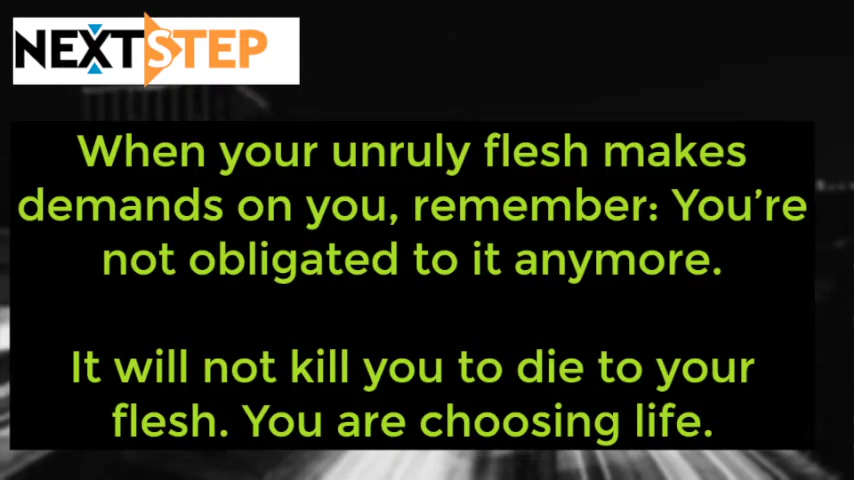 NEXTSTEP
When your unruly flesh makes
demands on you, remember: You’re
not obligated to it anymore.
It will not kill you to die to your
flesh. You are choosing life.